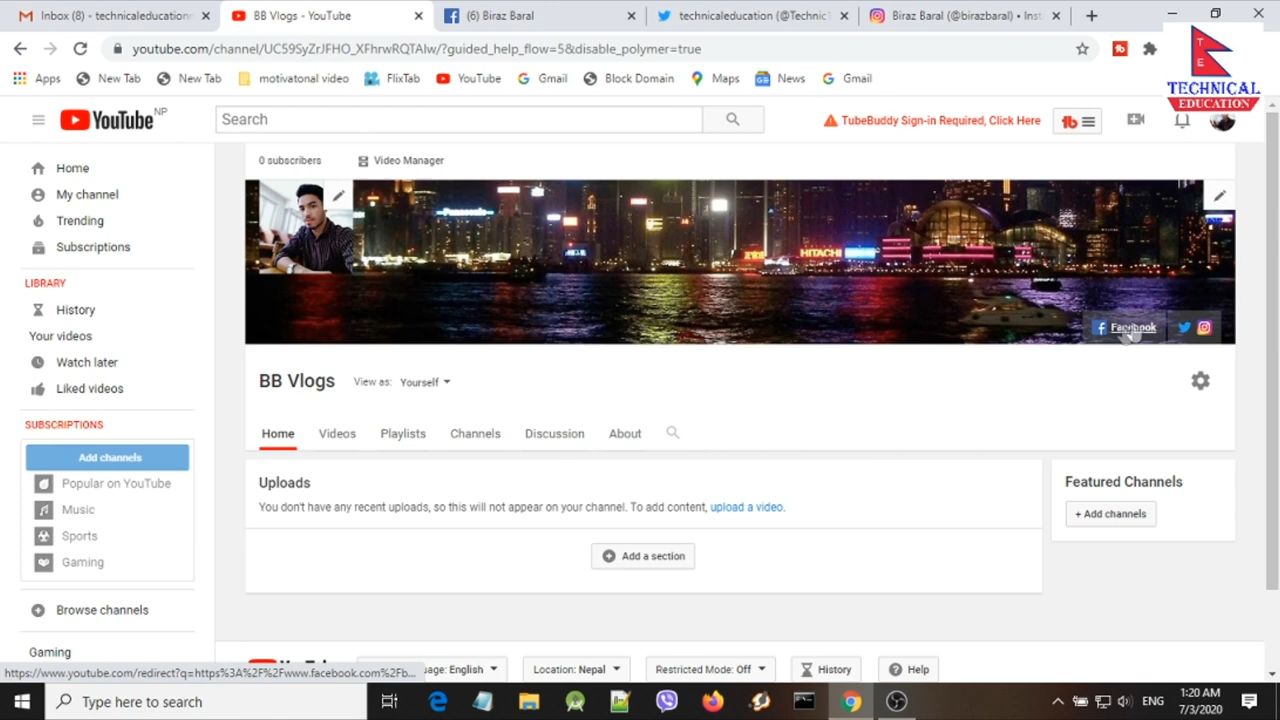 Inbox (8) - technicaleducationn
BB Vlogs - YouTube
(6) Biraz Baral
technicaleducation (@Technic
Biraz Baral (@birazbaral) • Inst
youtube.com/channel/UC59SyZrJFHO_XFhrwRQTAlw/?guided_help_flow=5&disable_polymer=true
Apps
New Tab
New Tab
motivatonal video
FlixTab
YouTube
Gmail
Block Domain
Maps
News
Gmail
T
E
TECHNICAL
EDUCATION
YouTube NP
Search
TubeBuddy Sign-in Required, Click Here
tb
Home
My channel
Trending
Subscriptions
LIBRARY
History
Your videos
Watch later
Liked videos
SUBSCRIPTIONS
Add channels
Popular on YouTube
Music
Sports
Gaming
Browse channels
Gaming
0 subscribers
Video Manager
Panasonic
HITACHI
Facebook
BB Vlogs
View as: Yourself
Home
Videos
Playlists
Channels
Discussion
About
Uploads
You don't have any recent uploads, so this will not appear on your channel. To add content, upload a video.
Add a section
Featured Channels
+ Add channels
https://www.youtube.com/redirect?q=https%3A%2F%2Fwww.facebook.com%2Fb...
uage: English
Location: Nepal
Restricted Mode: Off
History
Help
Type here to search
ENG
1:20 AM
7/3/2020